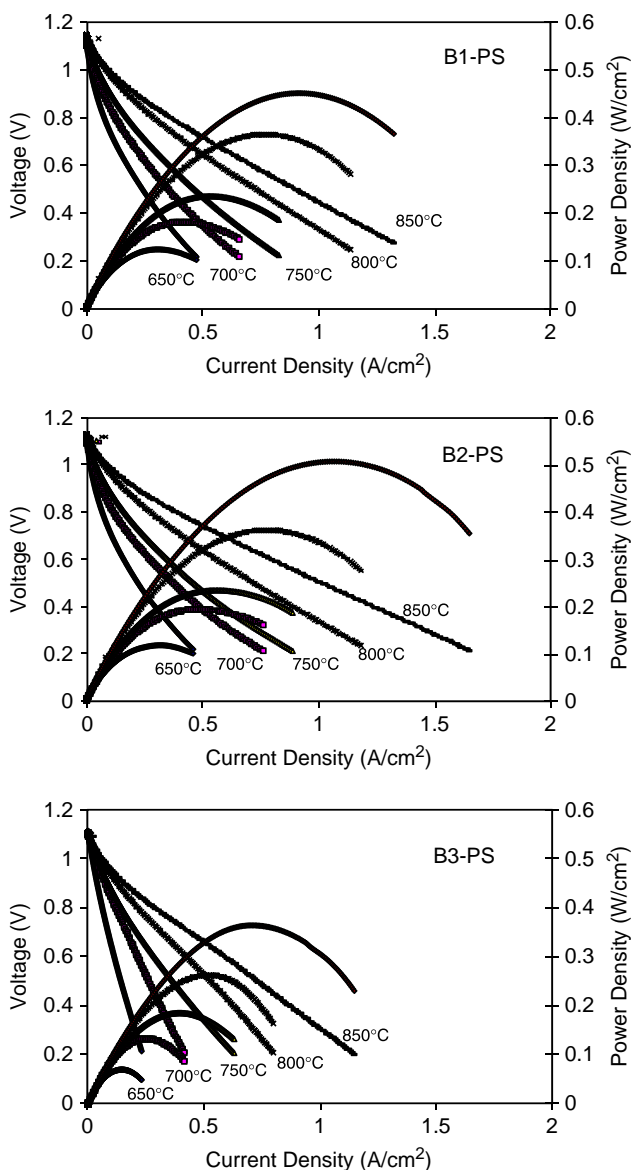 B1-PS
Voltage (V)
Power Density (W/cm²)
1.2
1
0.8
0.6
0.4
0.2
0
0.6
0.5
0.4
0.3
0.2
0.1
0
850°C
800°C
750°C
700°C
650°C
0 0.5 1 1.5 2
Current Density (A/cm²)
B2-PS
Voltage (V)
Power Density (W/cm²)
1.2
1
0.8
0.6
0.4
0.2
0
0.6
0.5
0.4
0.3
0.2
0.1
0
850°C
800°C
750°C
700°C
650°C
0 0.5 1 1.5 2
Current Density (A/cm²)
B3-PS
Voltage (V)
Power Density (W/cm²)
1.2
1
0.8
0.6
0.4
0.2
0
0.6
0.5
0.4
0.3
0.2
0.1
0
850°C
800°C
750°C
700°C
650°C
0 0.5 1 1.5 2
Current Density (A/cm²)